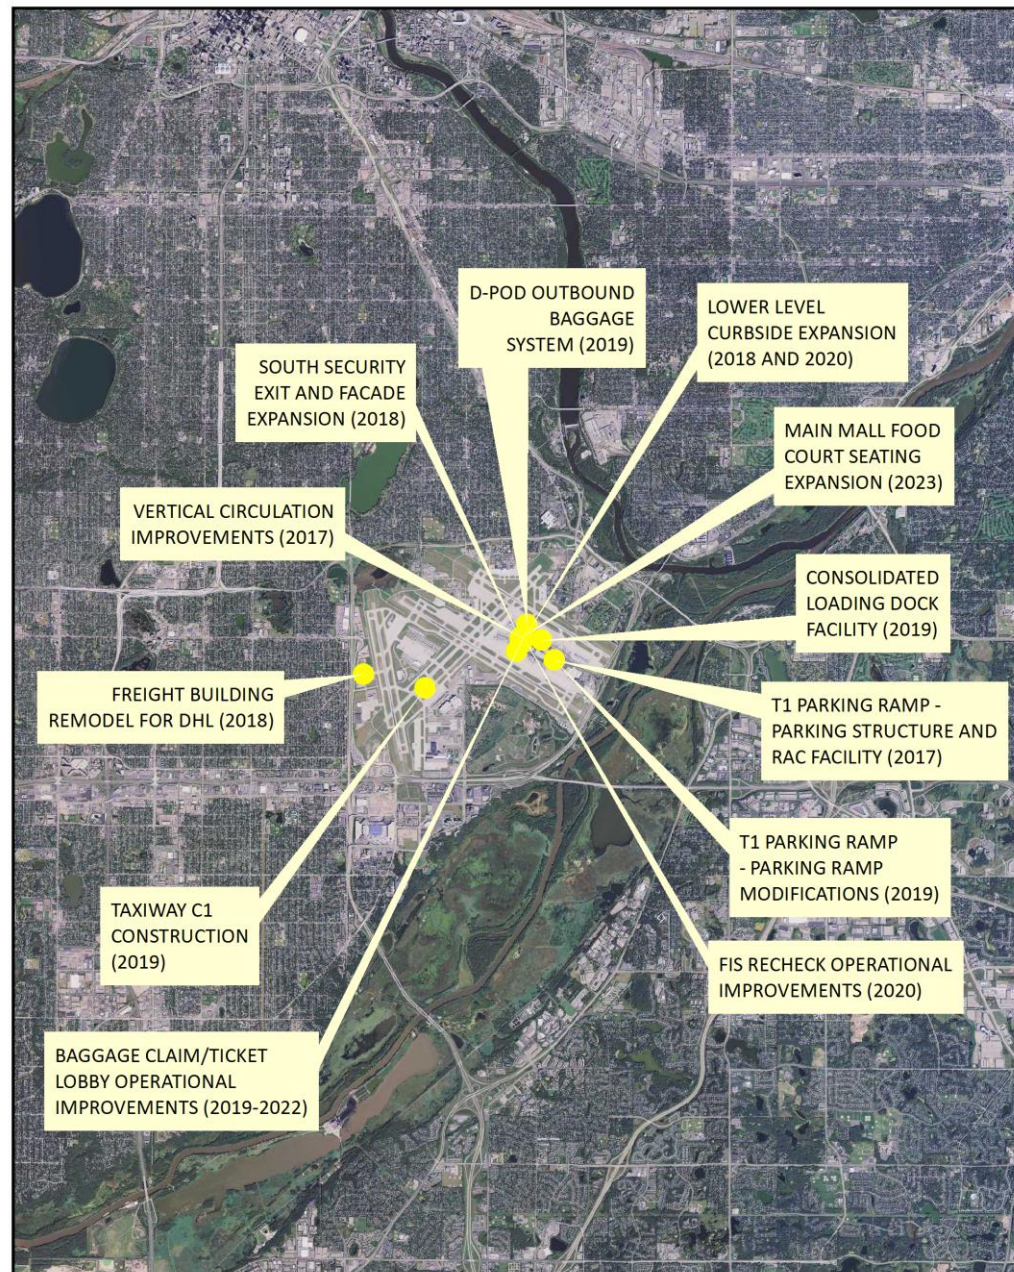 D-POD OUTBOUND
BAGGAGE
SYSTEM (2019)
LOWER LEVEL
CURBSIDE EXPANSION
(2018 AND 2020)
SOUTH SECURITY
EXIT AND FACADE
EXPANSION (2018)
MAIN MALL FOOD
COURT SEATING
EXPANSION (2023)
VERTICAL CIRCULATION
IMPROVEMENTS (2017)
CONSOLIDATED
LOADING DOCK
FACILITY (2019)
FREIGHT BUILDING
REMODEL FOR DHL (2018)
T1 PARKING RAMP -
PARKING STRUCTURE AND
RAC FACILITY (2017)
T1 PARKING RAMP
- PARKING RAMP
MODIFICATIONS (2019)
TAXIWAY C1
CONSTRUCTION
(2019)
FIS RECHECK OPERATIONAL
IMPROVEMENTS (2020)
BAGGAGE CLAIM/TICKET
LOBBY OPERATIONAL
IMPROVEMENTS (2019-2022)